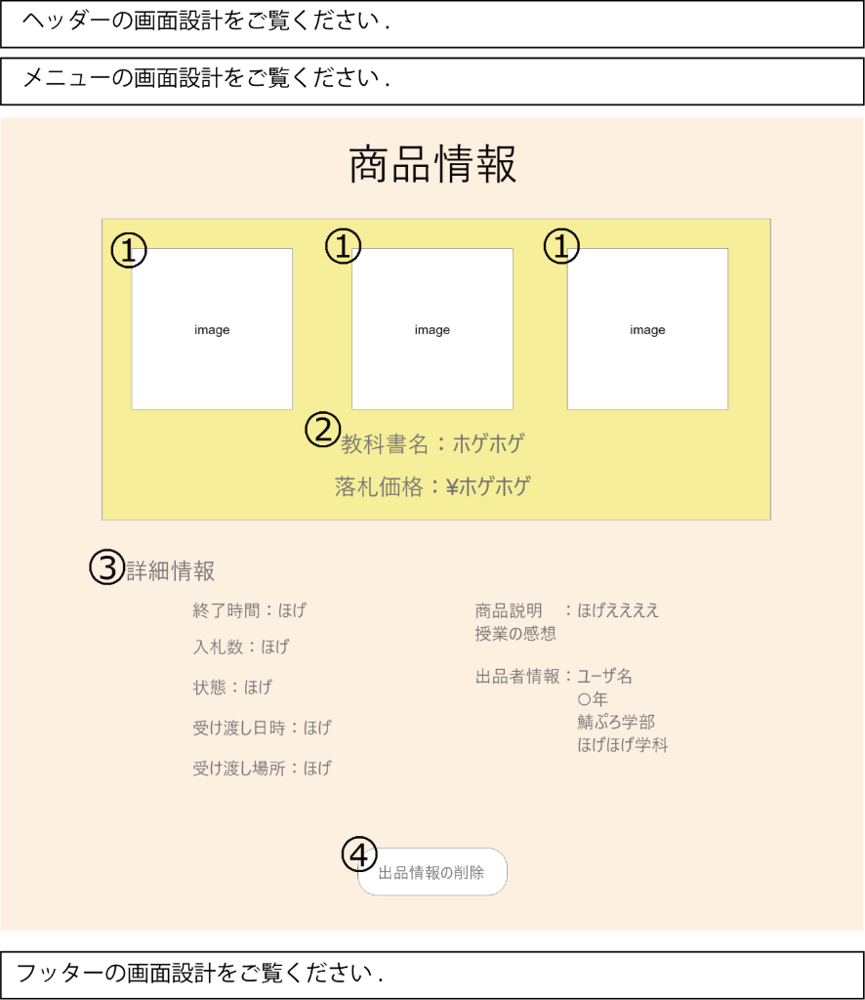 ヘッダーの画面設計をご覧ください.
メニューの画面設計をご覧ください.
商品情報
① ① ①
image image image
②教科書名：ホゲホゲ
落札価格：¥ホゲホゲ
③詳細情報
終了時間：ほげ
入札数：ほげ
状態：ほげ
受け渡し日時：ほげ
受け渡し場所：ほげ
商品説明　：ほげええええ
授業の感想
出品者情報：ユーザ名
〇年
鯖ぷろ学部
ほげほげ学科
④出品情報の削除
フッターの画面設計をご覧ください.